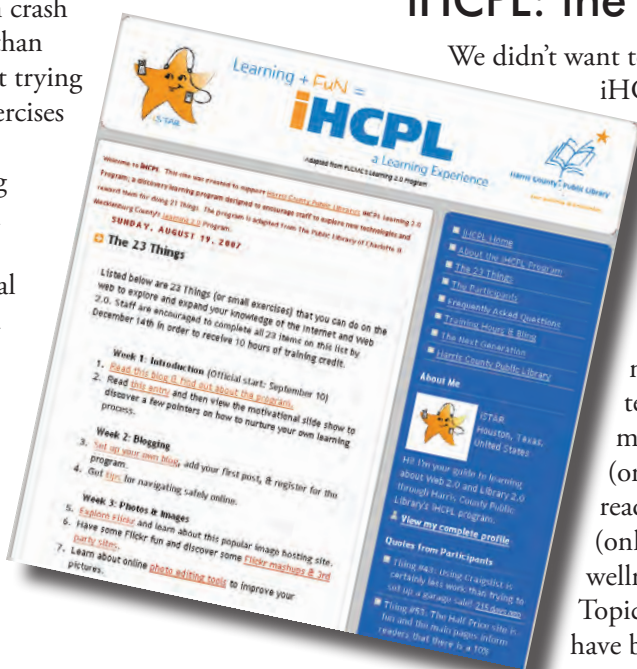 n crash
than
t trying
ercises
g
al
iHCPL: The
We didn't want t
iHC
Learning + FuN =
iHCPL
a Learning Experience
Adapted from PLCMC's Learning 2.0 Program
iSTAR
Harris County Public Library
Welcome to iHCPL. This site was created to support Harris County Public Library's iHCPL Learning 2.0
Program; a discovery learning program designed to encourage staff to explore new technologies and
reward them for doing 23 Things. The program is adapted from The Public Library of Charlotte &
Mecklenburg County's Learning 2.0 Program.
SUNDAY, AUGUST 19, 2007
The 23 Things
Listed below are 23 Things (or small exercises) that you can do on the
web to explore and expand your knowledge of the Internet and Web
2.0. Staff are encouraged to complete all 23 items on this list by
December 14th in order to receive 10 hours of training credit.
Week 1: Introduction (Official start: September 10)
1. Read this blog & find out about the program.
2. Read this entry and then view the motivational slide show to
discover a few pointers on how to nurture your own learning
process.
Week 2: Blogging
3. Set up your own blog, add your first post, & register for the
program.
4. Get tips for navigating safely online.
Week 3: Photos & Images
5. Explore Flickr and learn about this popular image hosting site.
6. Have some Flickr fun and discover some Flickr mashups & 3rd
party sites.
7. Learn about online photo editing tools to improve your
pictures.
iHCPL Home
About the iHCPL Program
The 23 Things
The Participants
Frequently Asked Questions
Training Hours & Bling
The Next Generation
Harris County Public Library
About Me
iSTAR
Houston, Texas,
United States
Hi! I'm your guide to learning
about Web 2.0 and Library 2.0
through Harris County Public
Library's iHCPL program.
View my complete profile
Quotes from Participants
Thing #43: Using Craigslist is
certainly less work than trying to
set up a garage sale! 215 days ago
Thing #53: The Half Price site is
fun and the main pages inform
readers that there is a 10%
n
te
m
(or
read
(onl
welln
Topic
have b